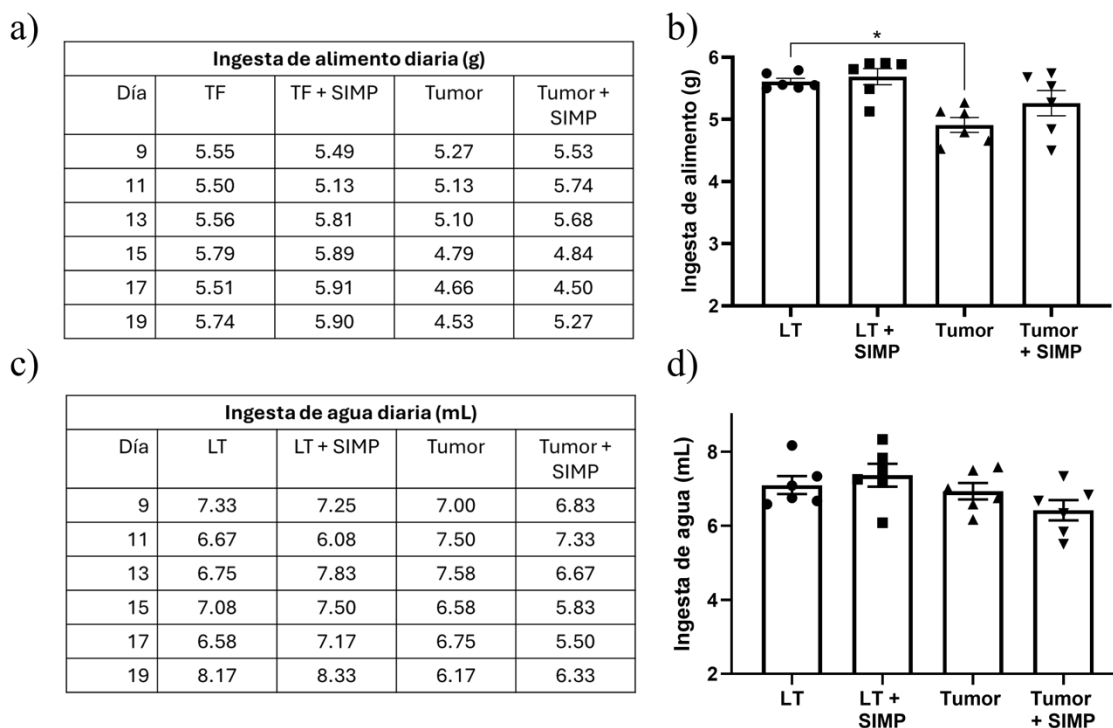 a)
Ingesta de alimento diaria (g)
Día TF TF + SIMP Tumor Tumor +
SIMP
9 5.55 5.49 5.27 5.53
11 5.50 5.13 5.13 5.74
13 5.56 5.81 5.10 5.68
15 5.79 5.89 4.79 4.84
17 5.51 5.91 4.66 4.50
19 5.74 5.90 4.53 5.27
b)
Ingesta de alimento (g)
6
5
4
3
2
*
LT LT + Tumor Tumor
SIMP + SIMP
c)
Ingesta de agua diaria (mL)
Día LT LT + SIMP Tumor Tumor +
SIMP
9 7.33 7.25 7.00 6.83
11 6.67 6.08 7.50 7.33
13 6.75 7.83 7.58 6.67
15 7.08 7.50 6.58 5.83
17 6.58 7.17 6.75 5.50
19 8.17 8.33 6.17 6.33
d)
Ingesta de agua (mL)
8
6
4
2
LT LT + Tumor Tumor
SIMP + SIMP